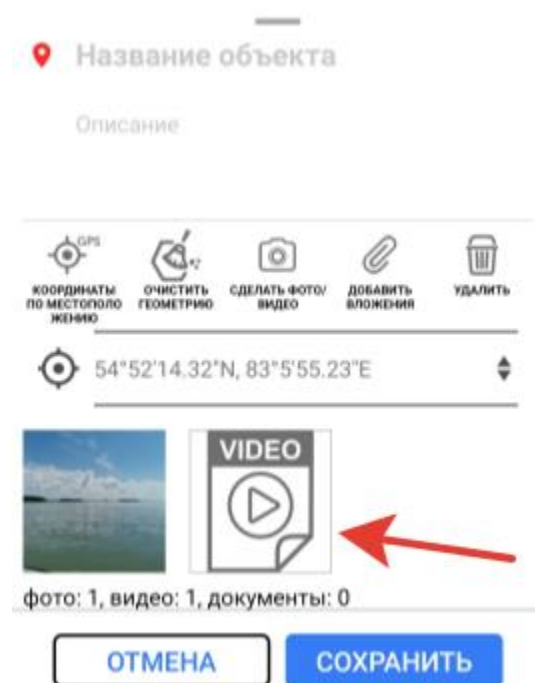 Название объекта
Описание
GPS
КООРДИНАТЫ
ПО МЕСТОПОЛО
ЖЕНИЮ
ОЧИСТИТЬ
ГЕОМЕТРИЮ
СДЕЛАТЬ ФОТО/
ВИДЕО
ДОБАВИТЬ
ВЛОЖЕНИЯ
УДАЛИТЬ
54°52'14.32"N, 83°5'55.23"E
VIDEO
фото: 1, видео: 1, документы: 0
ОТМЕНА
СОХРАНИТЬ